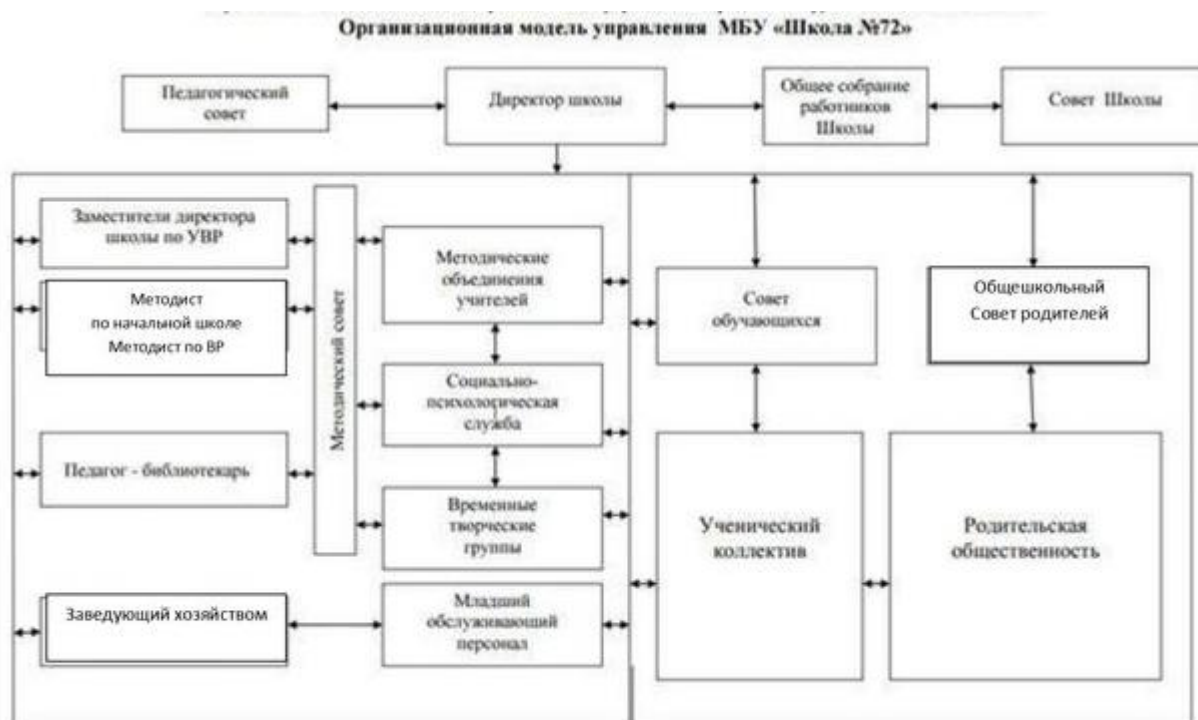 Организационная модель управления МБУ «Школа №72»
Педагогический
совет
Директор школы
Общее собрание
работников
Школы
Совет Школы
Заместители директора
школы по УВР
Методист
по начальной школе
Методист по ВР
Педагог - библиотекарь
Заведующий хозяйством
Методический совет
Методические
объединения
учителей
Социально-
психологическая
служба
Временные
творческие
группы
Младший
обслуживающий
персонал
Совет
обучающихся
Общешкольный
Совет родителей
Ученический
коллектив
Родительская
общественность